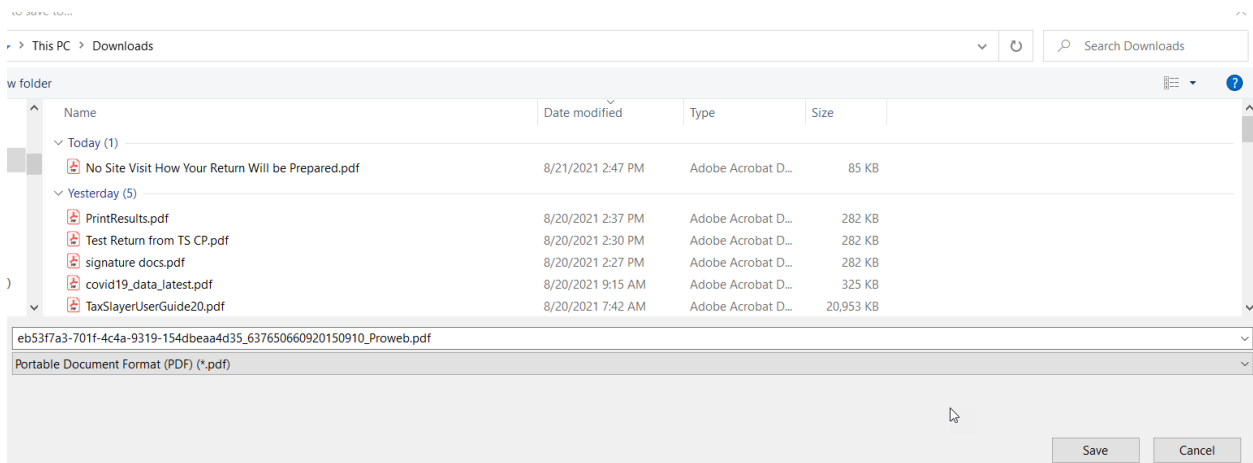 to save to...
This PC > Downloads
Search Downloads
w folder
Name Date modified Type Size
Today (1)
No Site Visit How Your Return Will be Prepared.pdf 8/21/2021 2:47 PM Adobe Acrobat D... 85 KB
Yesterday (5)
PrintResults.pdf 8/20/2021 2:37 PM Adobe Acrobat D... 282 KB
Test Return from TS CP.pdf 8/20/2021 2:30 PM Adobe Acrobat D... 282 KB
signature docs.pdf 8/20/2021 2:27 PM Adobe Acrobat D... 282 KB
) covid19_data_latest.pdf 8/20/2021 9:15 AM Adobe Acrobat D... 325 KB
TaxSlayerUserGuide20.pdf 8/20/2021 7:42 AM Adobe Acrobat D... 20,953 KB
eb53f7a3-701f-4c4a-9319-154dbeaa4d35_637650660920150910_Proweb.pdf
Portable Document Format (PDF) (*.pdf)
Save Cancel